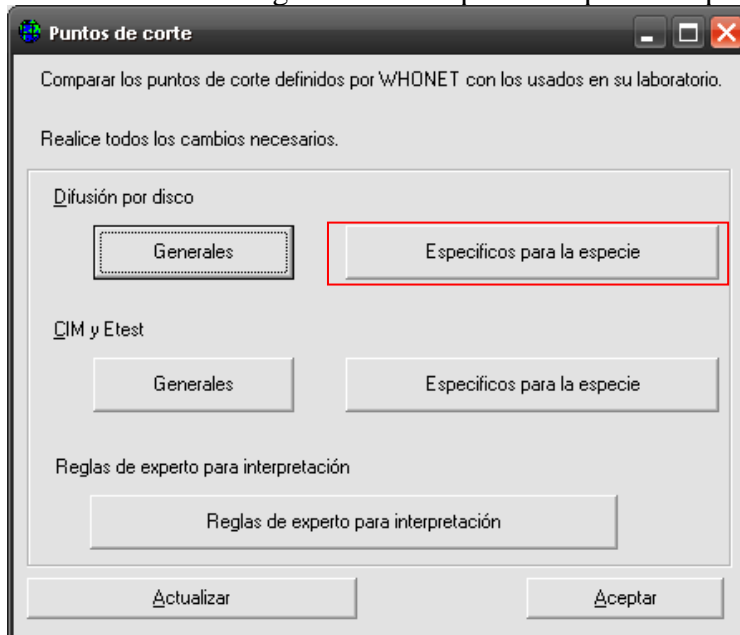 Puntos de corte
Comparar los puntos de corte definidos por WHONET con los usados en su laboratorio.
Realice todos los cambios necesarios.
Difusión por disco
Generales
Especificos para la especie
CIM y Etest
Generales
Especificos para la especie
Reglas de experto para interpretación
Reglas de experto para interpretación
Actualizar
Aceptar